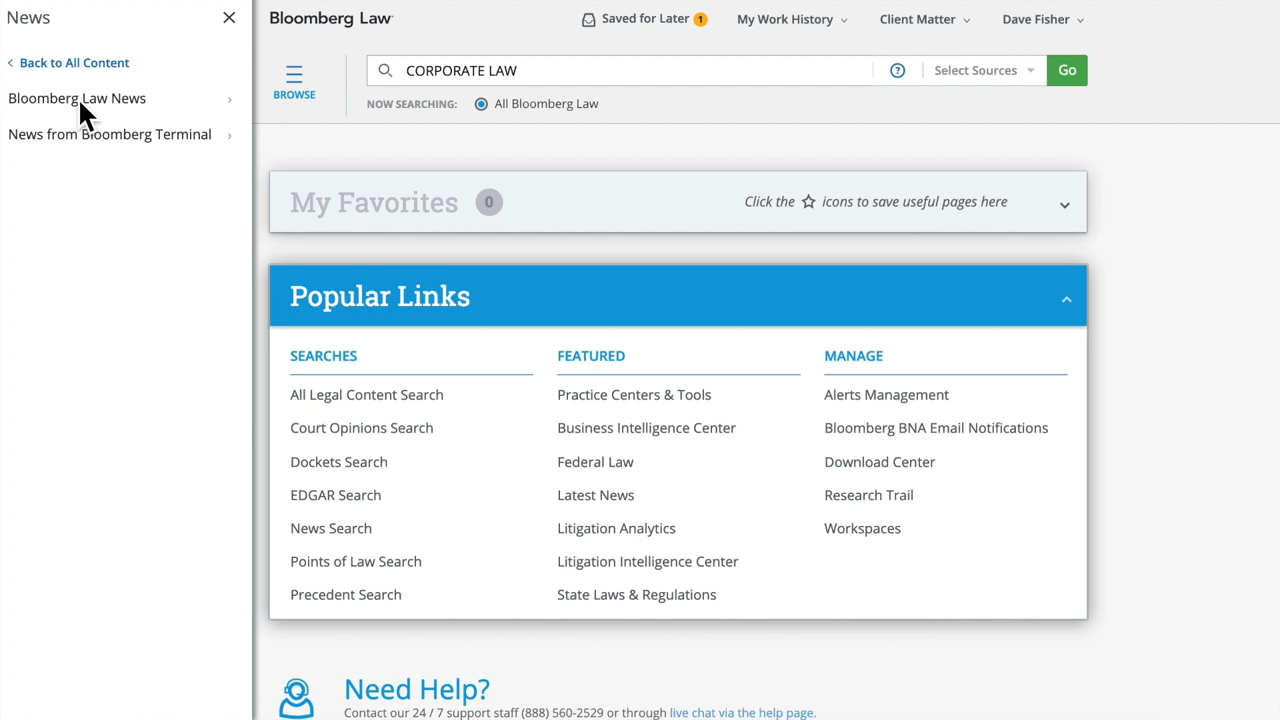 News
Back to All Content
Bloomberg Law News
News from Bloomberg Terminal
Bloomberg Law
Saved for Later 1
My Work History
Client Matter
Dave Fisher
BROWSE
CORPORATE LAW
?
Select Sources
Go
NOW SEARCHING:
All Bloomberg Law
My Favorites 0
Click the icons to save useful pages here
Popular Links
SEARCHES
All Legal Content Search
Court Opinions Search
Dockets Search
EDGAR Search
News Search
Points of Law Search
Precedent Search
FEATURED
Practice Centers & Tools
Business Intelligence Center
Federal Law
Latest News
Litigation Analytics
Litigation Intelligence Center
State Laws & Regulations
MANAGE
Alerts Management
Bloomberg BNA Email Notifications
Download Center
Research Trail
Workspaces
Need Help?
Contact our 24 / 7 support staff (888) 560-2529 or through live chat via the help page.